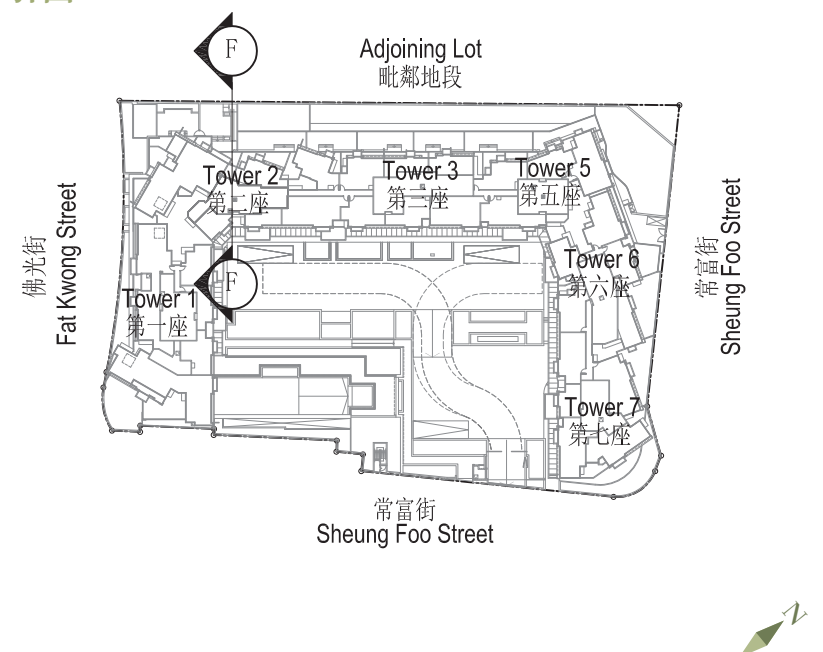 F
Adjoining Lot
毗鄰地段
Tower 2
第二座
Tower 3
第三座
Tower 5
第五座
佛光街
Fat Kwong Street
常富街
Sheung Foo Street
Tower 6
第六座
F
Tower 1
第一座
Tower 7
第七座
常富街
Sheung Foo Street
N